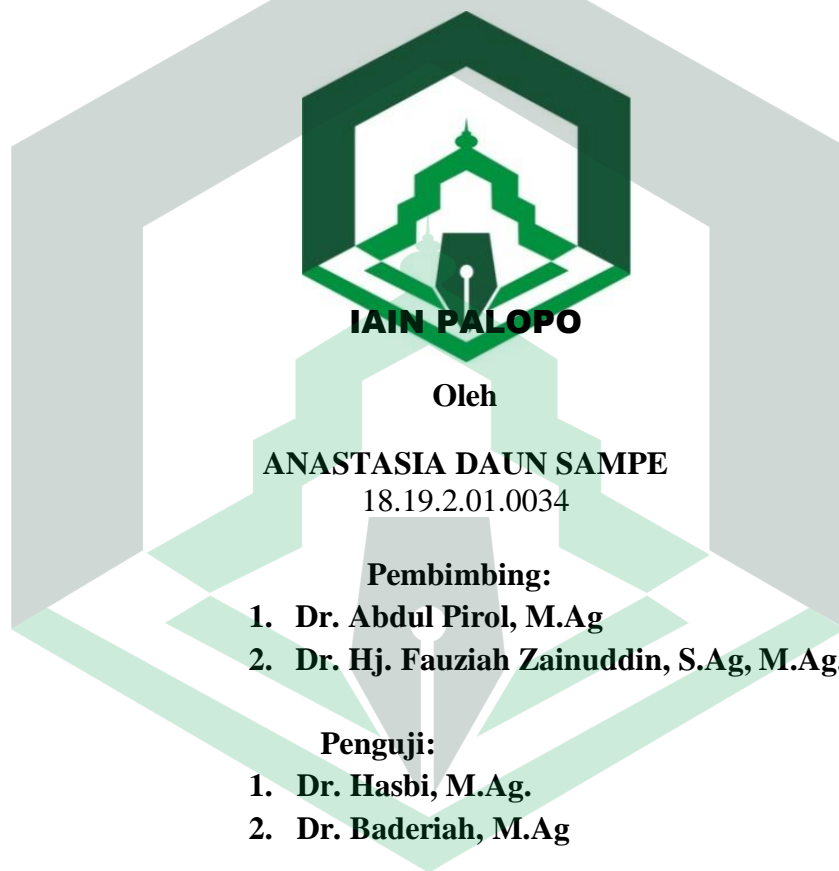 IAIN PALOPO
Oleh
ANASTASIA DAUN SAMPE
18.19.2.01.0034
Pembimbing:
1. Dr. Abdul Pirol, M.Ag
2. Dr. Hj. Fauziah Zainuddin, S.Ag, M.Ag.
Penguji:
1. Dr. Hasbi, M.Ag.
2. Dr. Baderiah, M.Ag